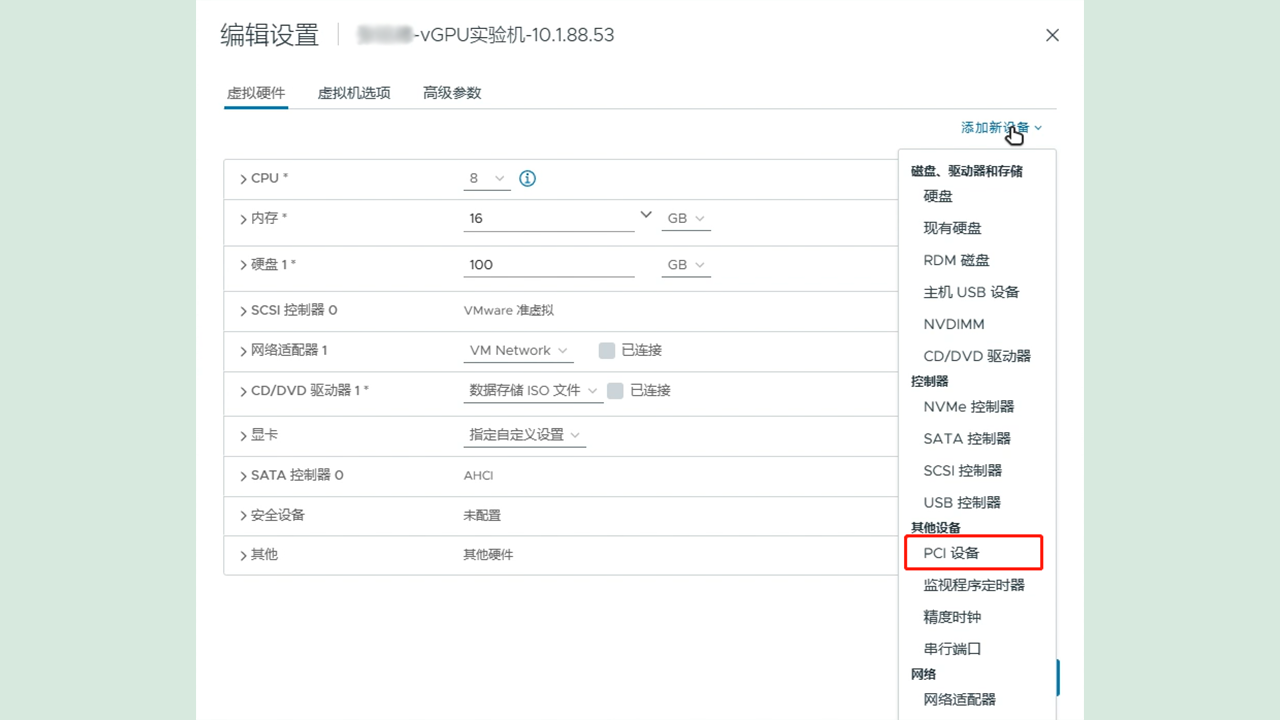 编辑设置
-vGPU实验机-10.1.88.53
虚拟硬件 虚拟机选项 高级参数
添加新设备
CPU * 8
内存 * 16 GB
硬盘 1 * 100 GB
SCSI 控制器 0 VMware 准虚拟
网络适配器 1 VM Network 已连接
CD/DVD 驱动器 1 * 数据存储 ISO 文件 已连接
显卡 指定自定义设置
SATA 控制器 0 AHCI
安全设备 未配置
其他 其他硬件
磁盘、驱动器和存储
硬盘
现有硬盘
RDM 磁盘
主机 USB 设备
NVDIMM
CD/DVD 驱动器
控制器
NVMe 控制器
SATA 控制器
SCSI 控制器
USB 控制器
其他设备
PCI 设备
监视程序定时器
精度时钟
串行端口
网络
网络适配器